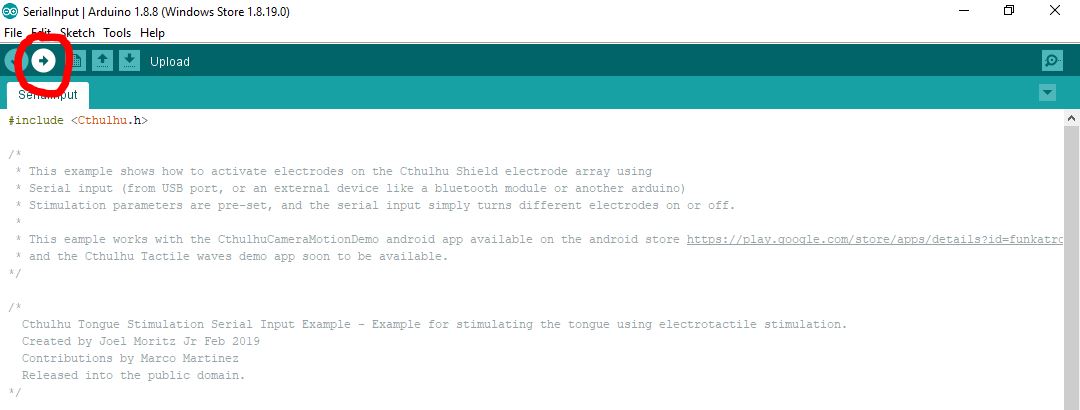 SerialInput | Arduino 1.8.8 (Windows Store 1.8.19.0)
File Edit Sketch Tools Help
Upload
SerialInput
#include <Cthulhu.h>
/*
* This example shows how to activate electrodes on the Cthulhu Shield electrode array using
* Serial input (from USB port, or an external device like a bluetooth module or another arduino)
* Stimulation parameters are pre-set, and the serial input simply turns different electrodes on or off.
*
* This eample works with the CthulhuCameraMotionDemo android app available on the android store https://play.google.com/store/apps/details?id=funkatro
* and the Cthulhu Tactile waves demo app soon to be available.
*/
/*
Cthulhu Tongue Stimulation Serial Input Example - Example for stimulating the tongue using electrotactile stimulation.
Created by Joel Moritz Jr Feb 2019
Contributions by Marco Martinez
Released into the public domain.
*/